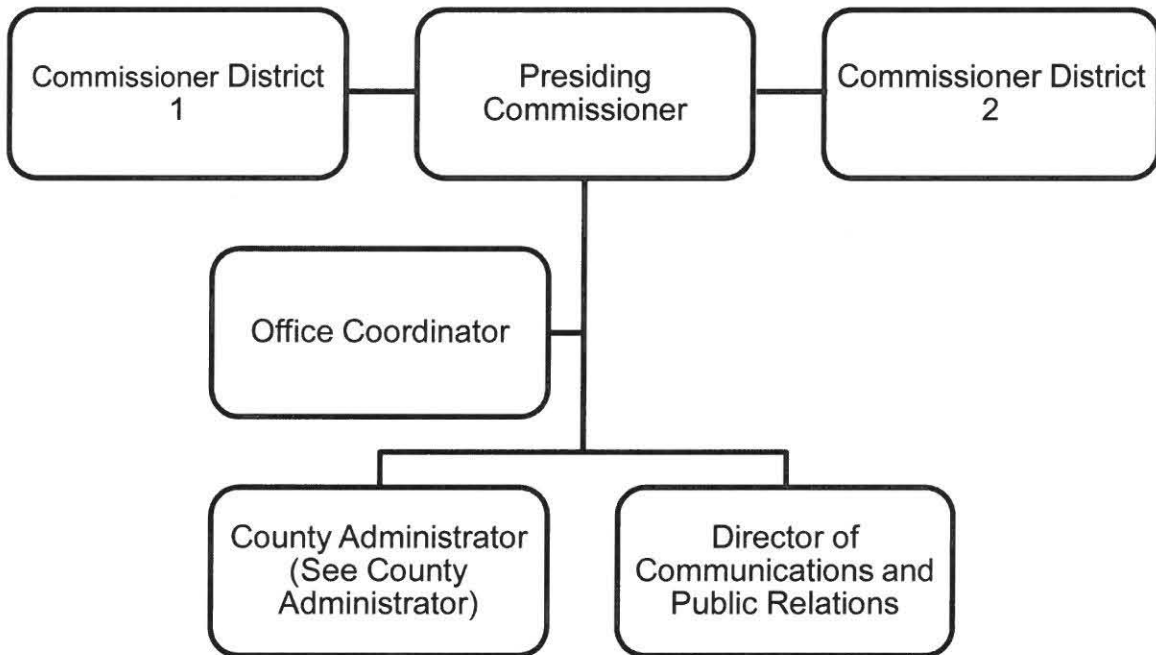 Commissioner District
1
Presiding
Commissioner
Commissioner District
2
Office Coordinator
County Administrator
(See County
Administrator)
Director of
Communications and
Public Relations